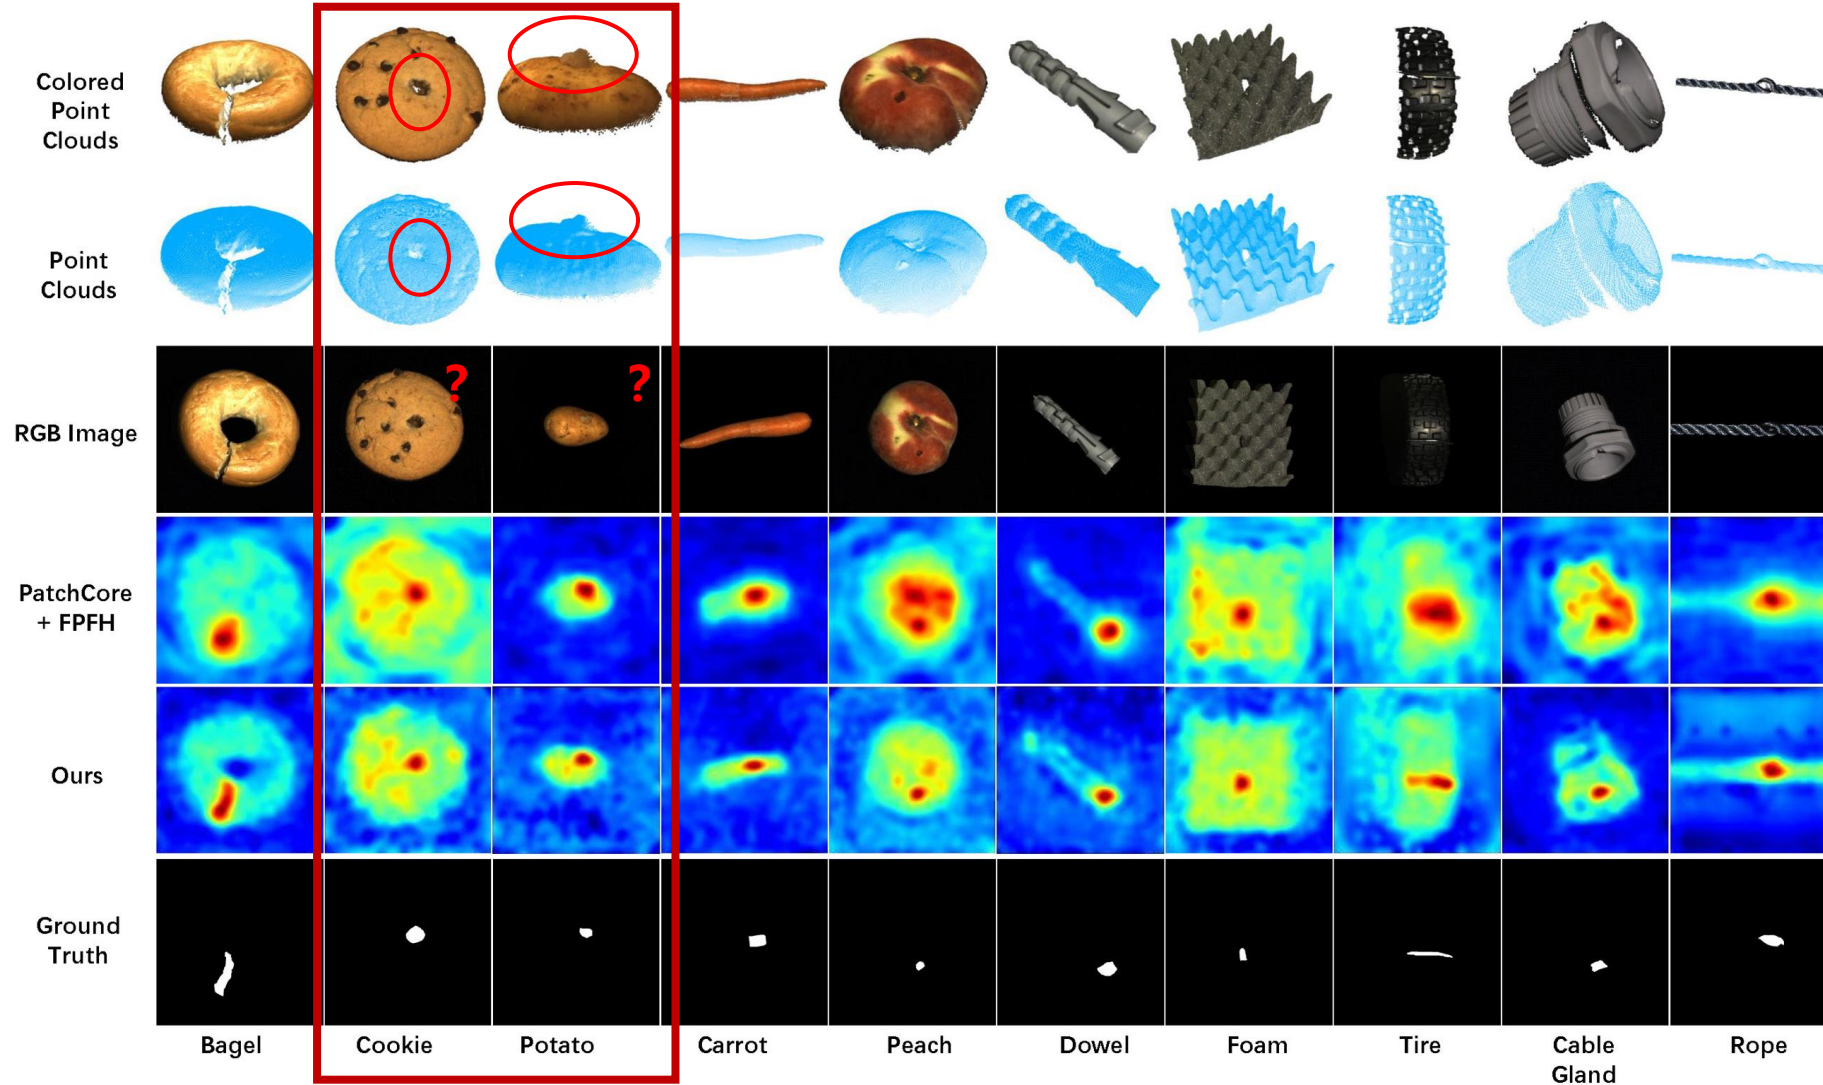 Colored
Point
Clouds
Point
Clouds
RGB Image
? ?
PatchCore
+ FPFH
Ours
Ground
Truth
Bagel Cookie Potato Carrot Peach Dowel Foam Tire Cable Gland Rope